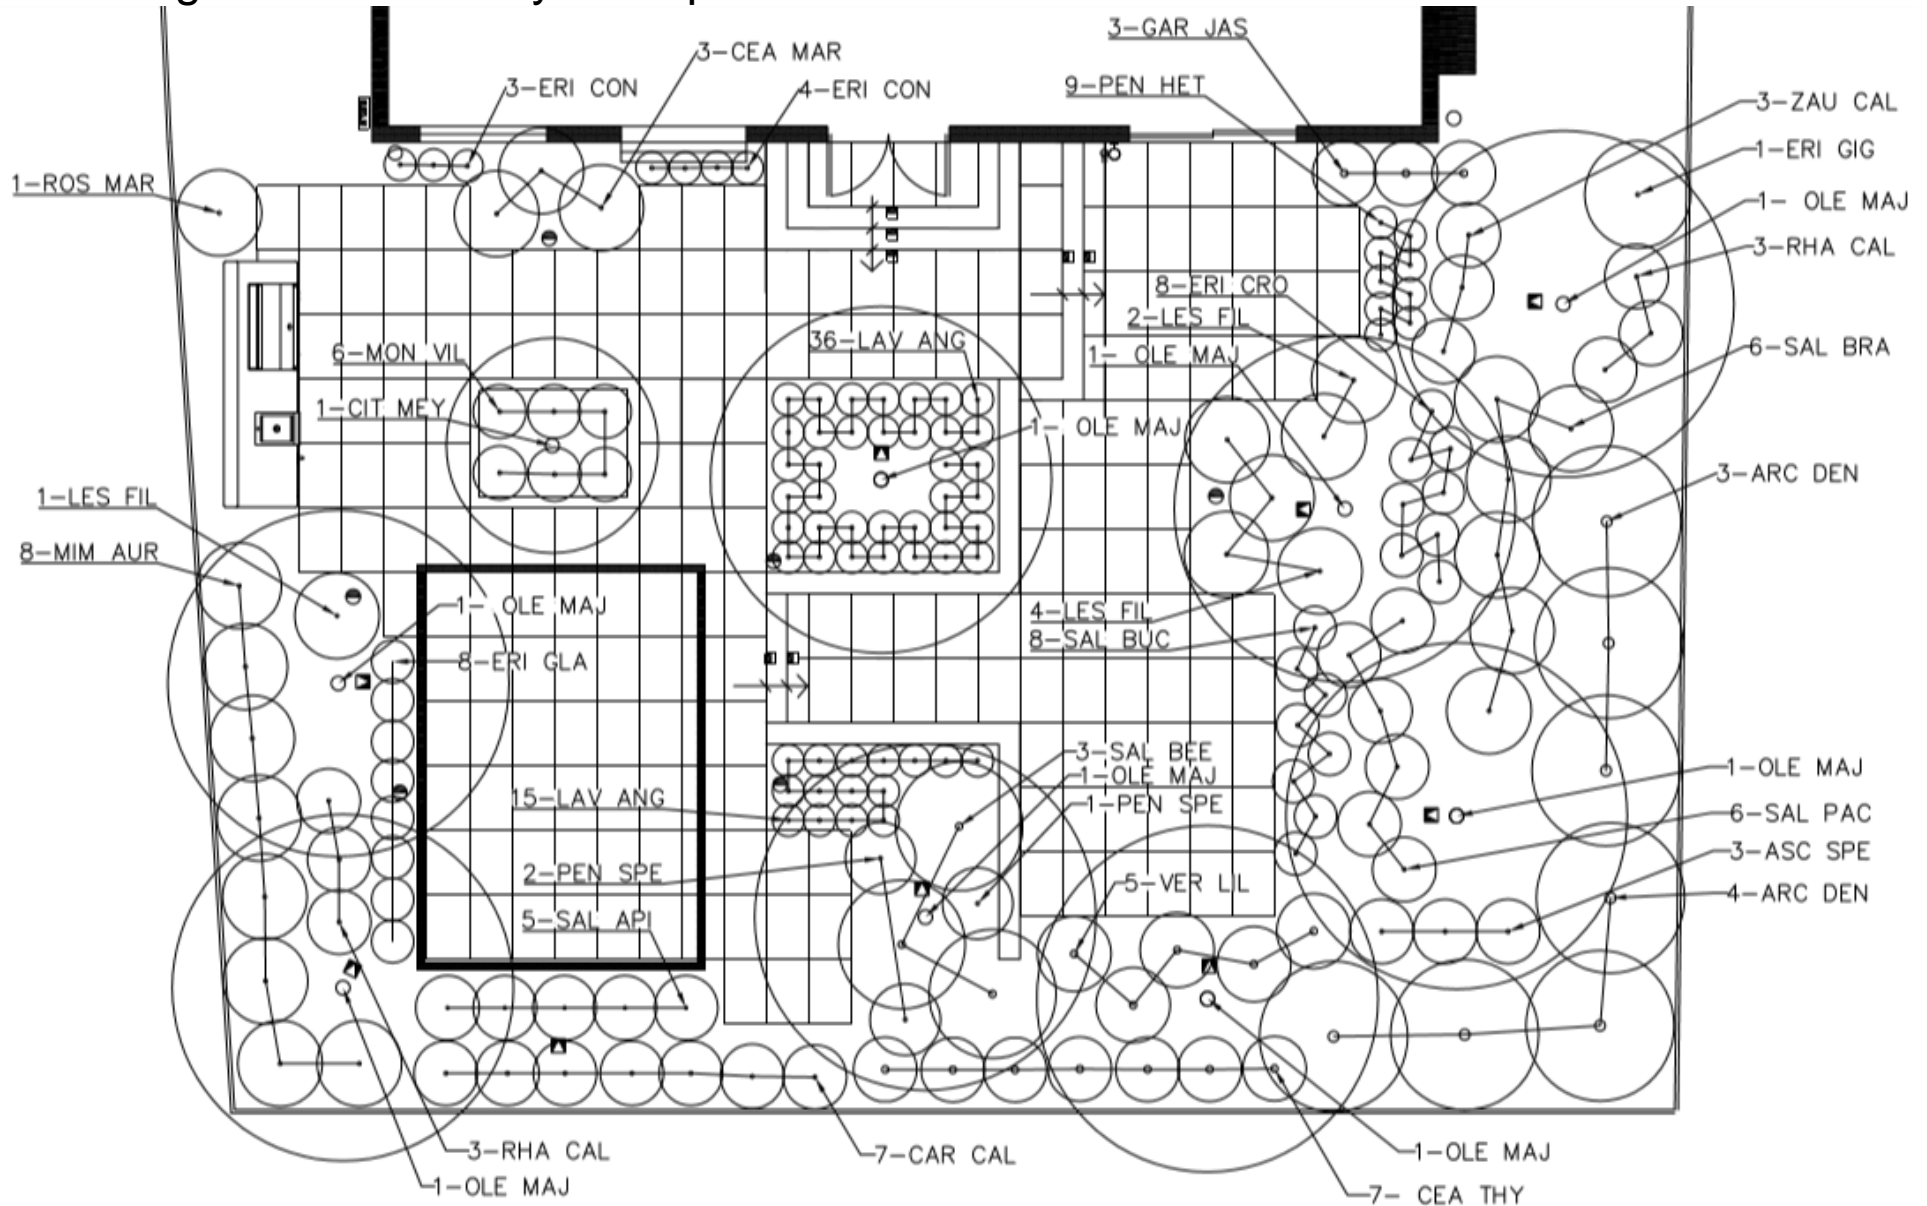 3-GAR JAS
3-CEA MAR
9-PEN HET
3-ERI CON
4-ERI CON
3-ZAU CAL
1-ERI GIG
1-ROS MAR
1- OLE MAJ
3-RHA CAL
8-ERI CRO
2-LES FIL
36-LAV ANG
6-MON VIL
1- OLE MAJ
6-SAL BRA
1-CIT MEY
1- OLE MAJ
3-ARC DEN
1-LES FIL
8-MIM AUR
1- OLE MAJ
4-LES FIL
8-SAL BUC
8-ERI GLA
3-SAL BEE
1-OLE MAJ
1-OLE MAJ
15-LAV ANG
1-PEN SPE
6-SAL PAC
3-ASC SPE
2-PEN SPE
5-VER LIL
4-ARC DEN
5-SAL API
3-RHA CAL
7-CAR CAL
1-OLE MAJ
1-OLE MAJ
7- CEA THY